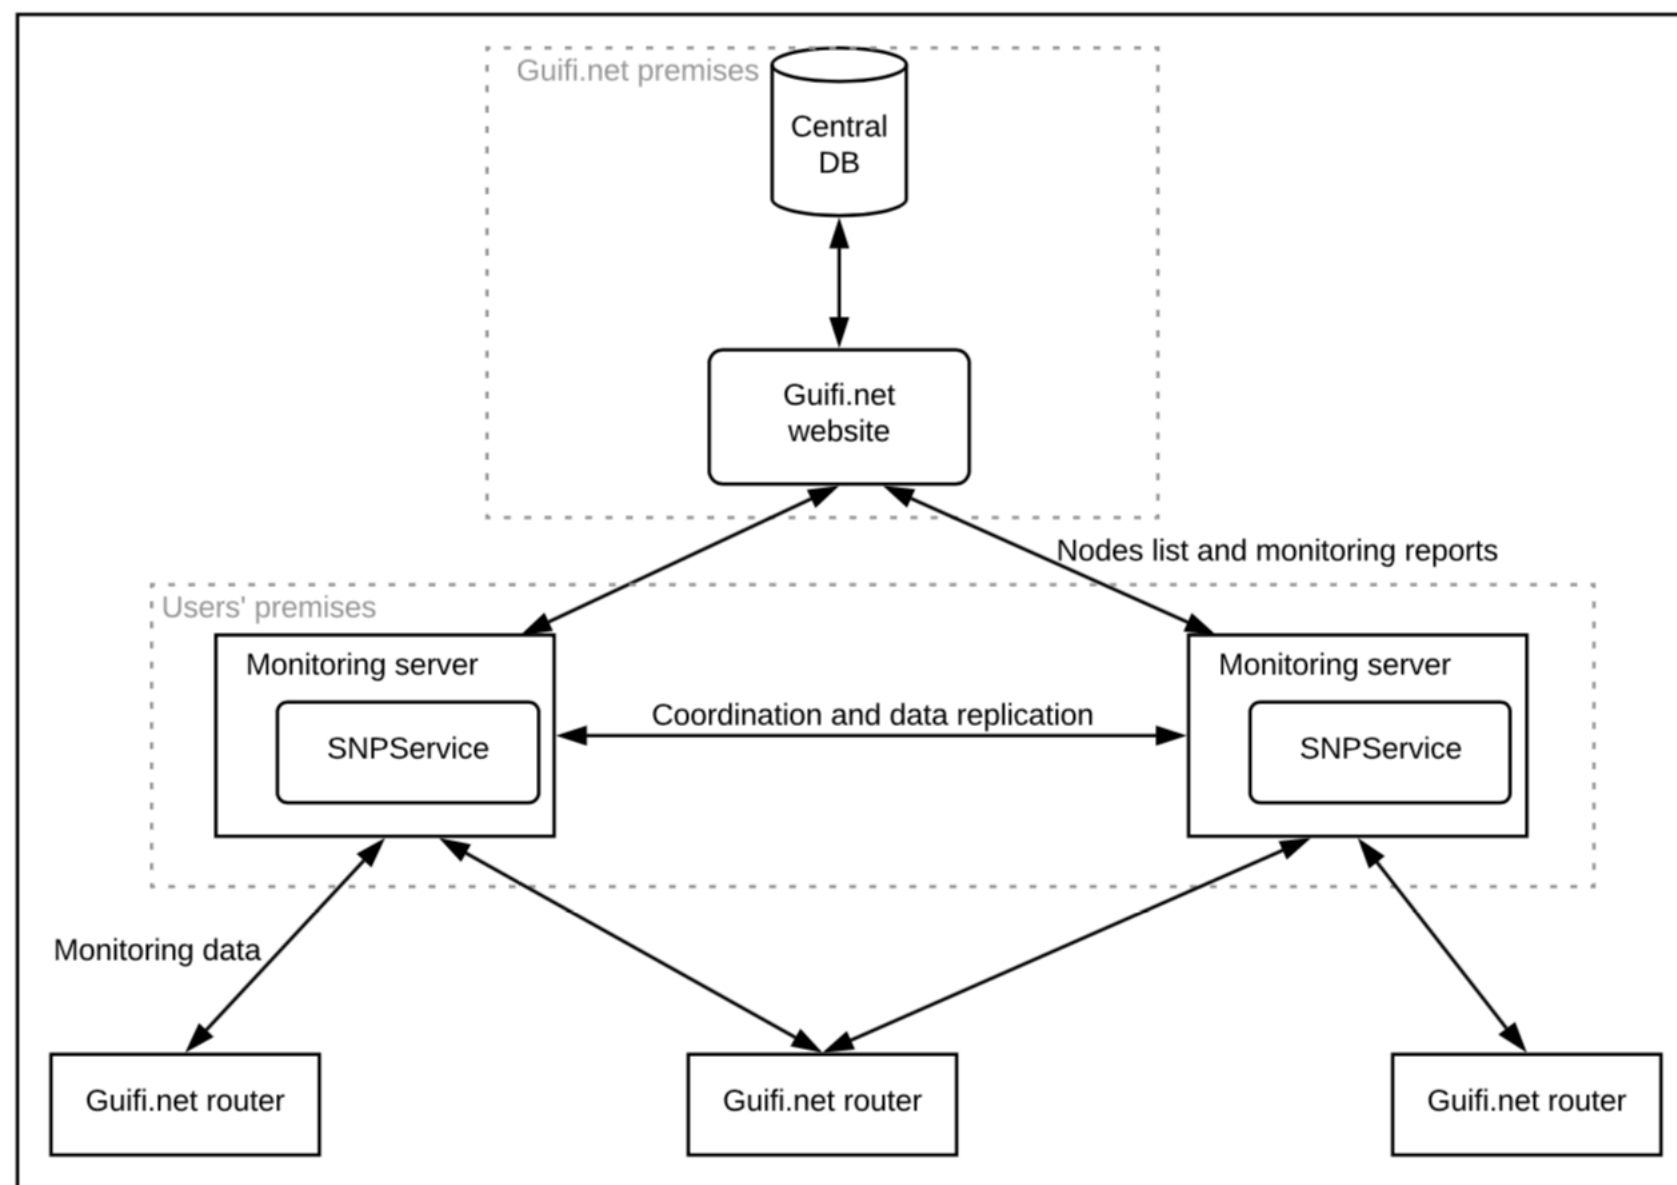 Guifi.net premises
Central
DB
Guifi.net
website
Nodes list and monitoring reports
Users' premises
Monitoring server
Monitoring server
SNPService
Coordination and data replication
SNPService
Monitoring data
Guifi.net router
Guifi.net router
Guifi.net router